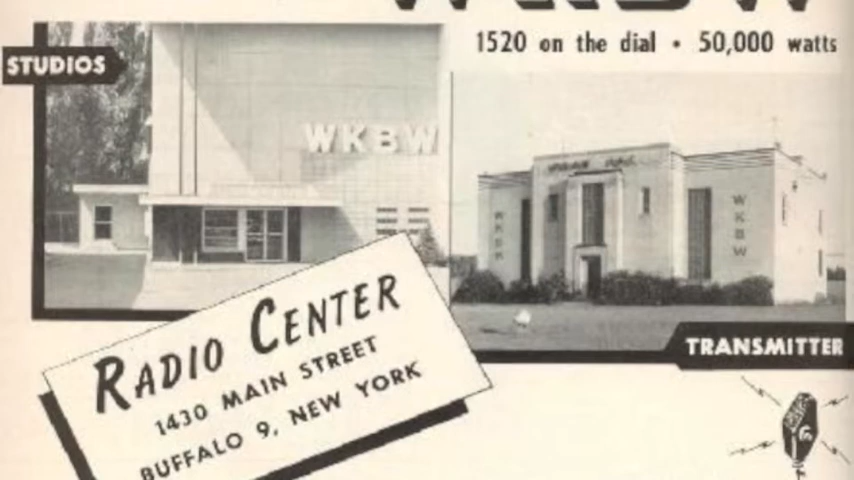 WKBW
1520 on the dial • 50,000 watts
STUDIOS
WKBW
WKBW
WKBW
TRANSMITTER
RADIO CENTER
1430 MAIN STREET
BUFFALO 9, NEW YORK